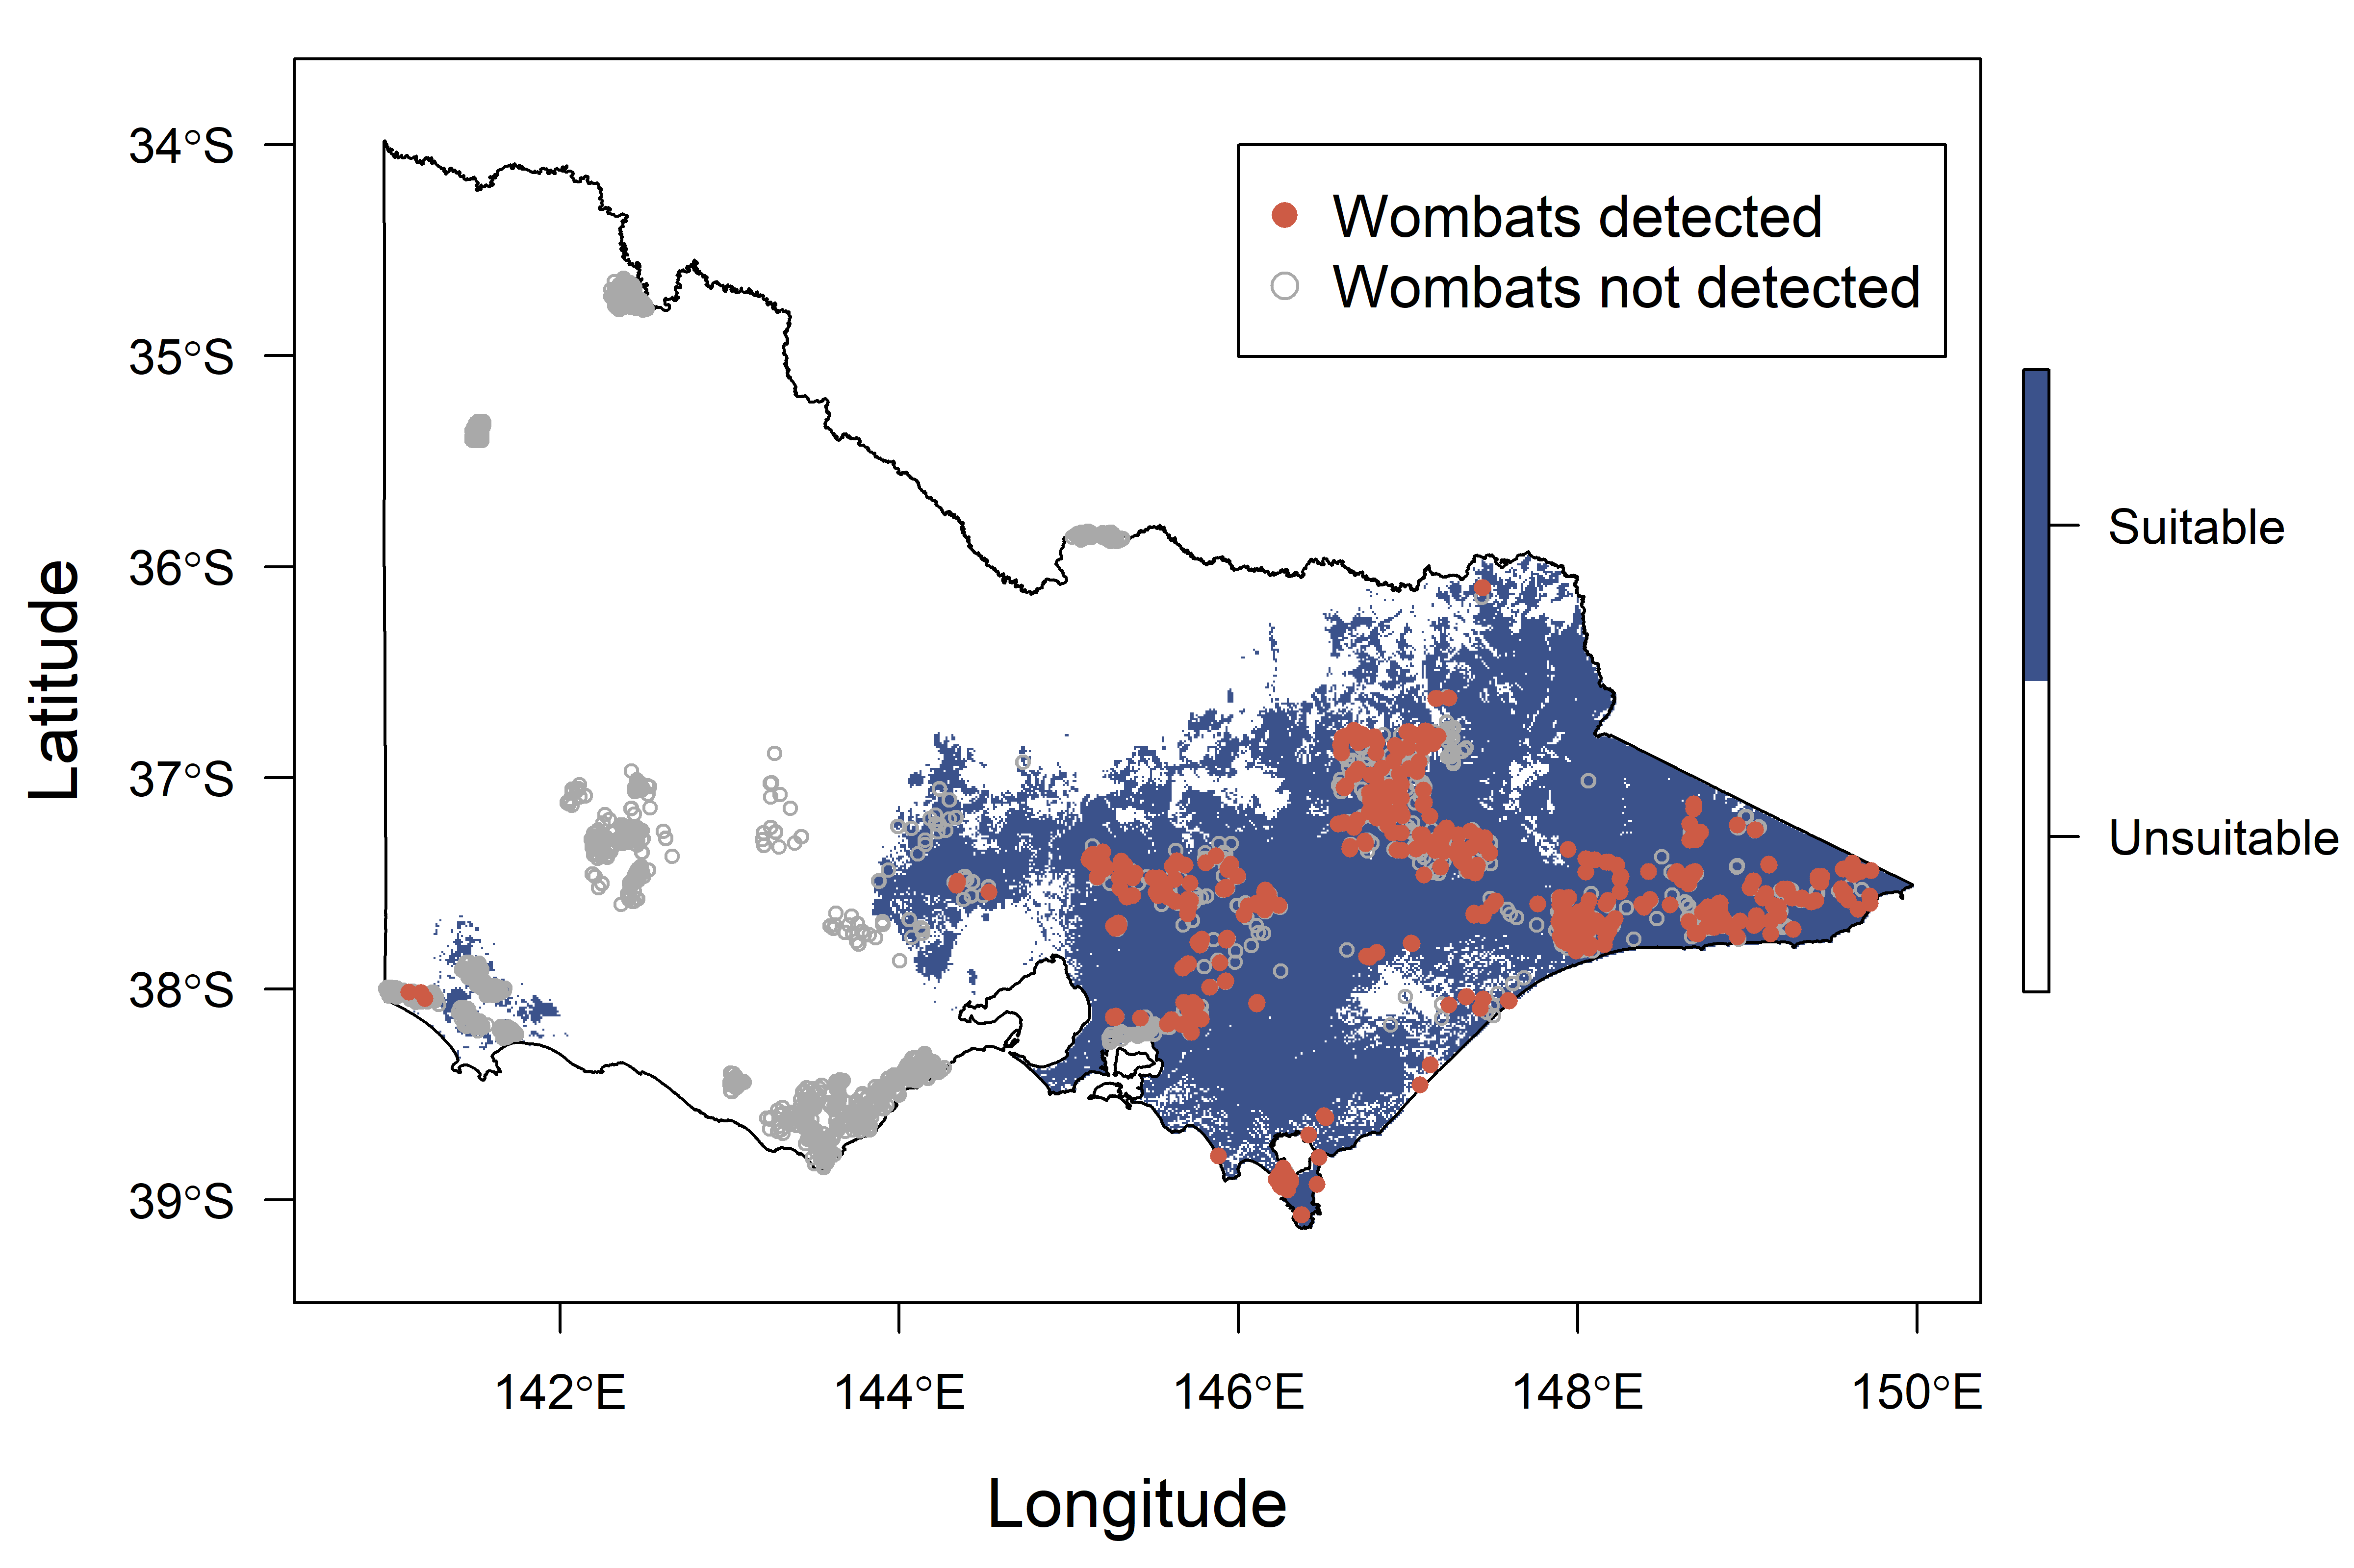 Wombats detected
Wombats not detected
34°S
35°S
36°S
37°S
38°S
39°S
Latitude
142°E
144°E
146°E
148°E
150°E
Longitude
Suitable
Unsuitable